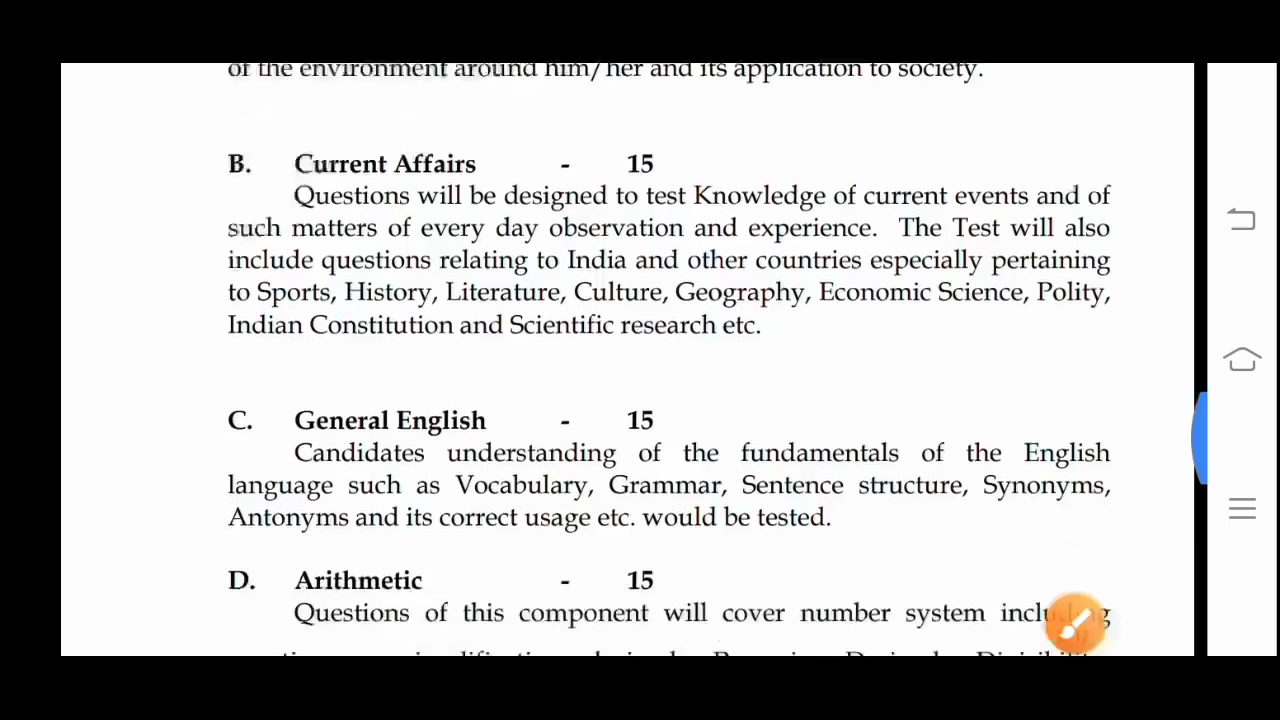 of the environment around him/her and its application to society.
B. Current Affairs - 15
Questions will be designed to test Knowledge of current events and of
such matters of every day observation and experience. The Test will also
include questions relating to India and other countries especially pertaining
to Sports, History, Literature, Culture, Geography, Economic Science, Polity,
Indian Constitution and Scientific research etc.
C. General English - 15
Candidates understanding of the fundamentals of the English
language such as Vocabulary, Grammar, Sentence structure, Synonyms,
Antonyms and its correct usage etc. would be tested.
D. Arithmetic - 15
Questions of this component will cover number system including